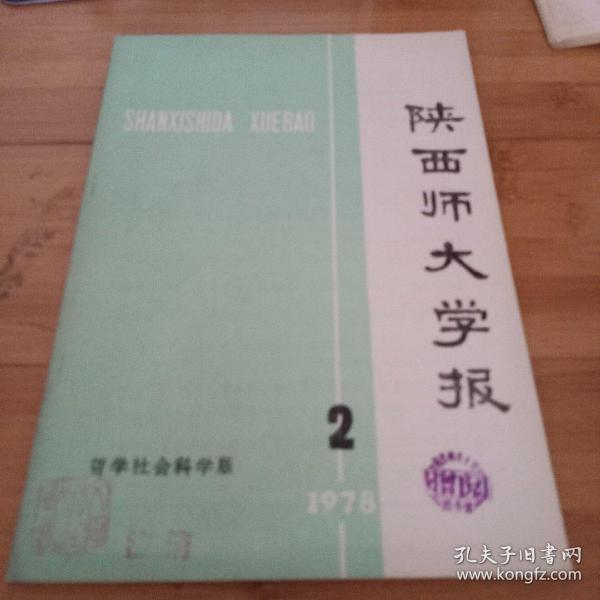 SHANXISHIDA XUEBAO
陕西师大学报
2
哲学社会科学版
1978
孔夫子旧书网
www.kongfz.com